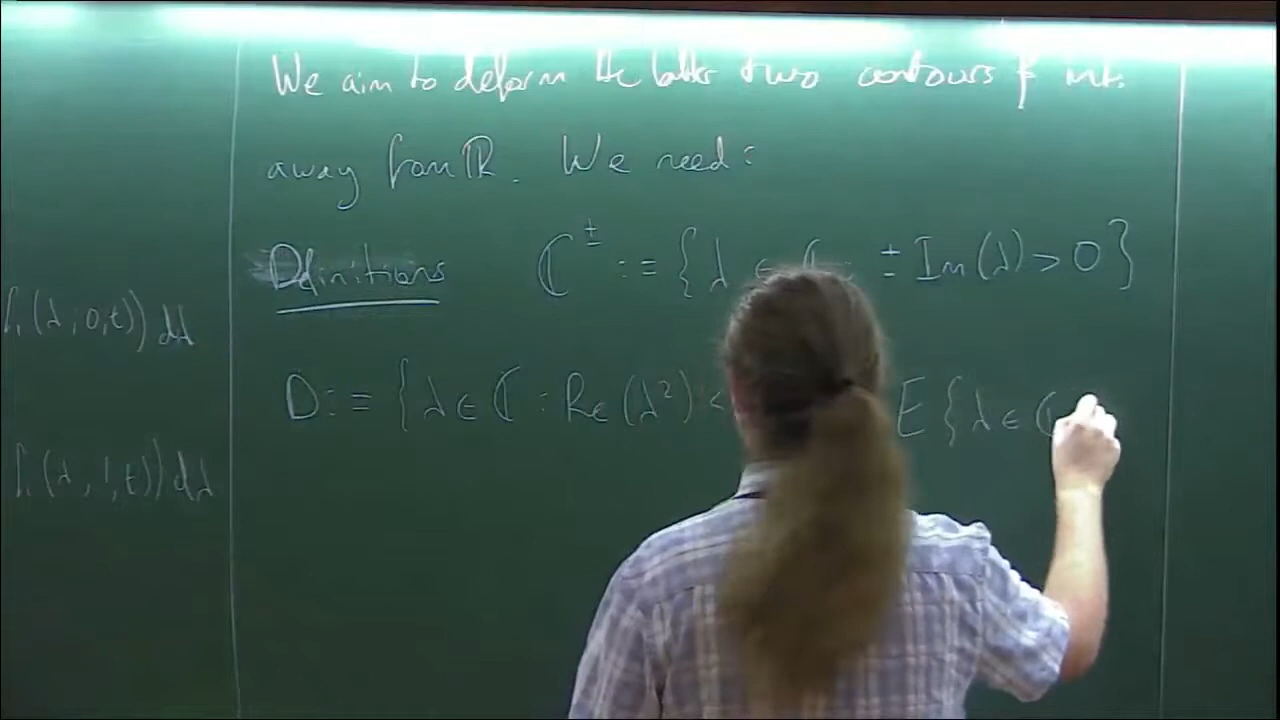 We aim to deform the latter two contours of int.
away from ℝ. We need:
Definitions ℂ± := {λ ∈ ℂ : ± Im(λ) > 0}
D := {λ ∈ ℂ : Re(λ²) < E {λ ∈ ℂ
(λ, 0, t)) dλ
(λ, 1, t)) dλ